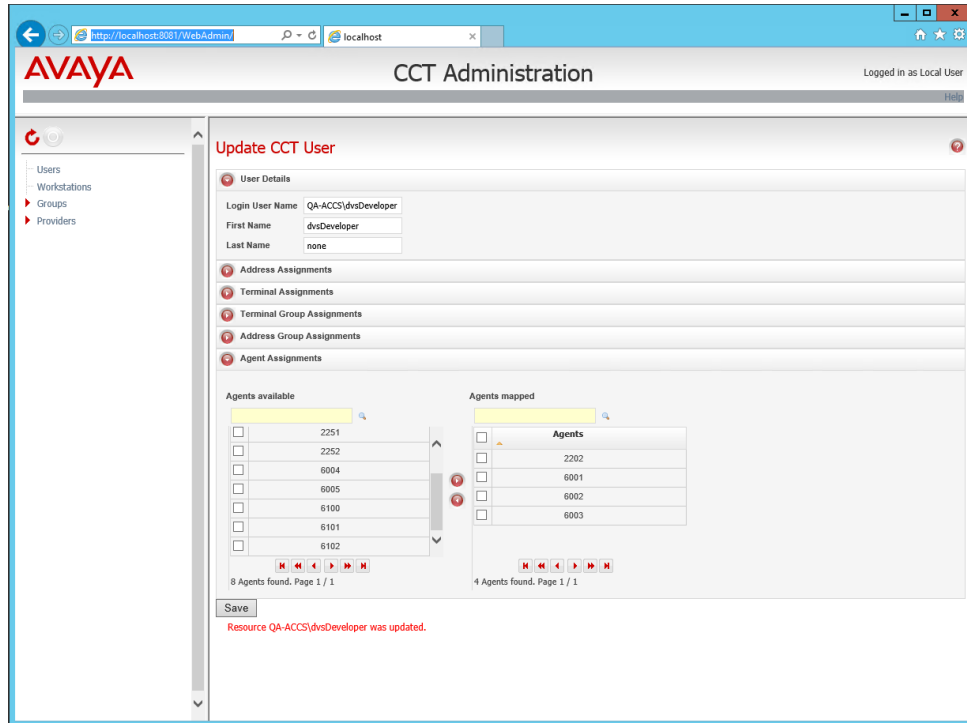 http://localhost:8081/WebAdmin/
localhost
AVAYA
CCT Administration
Logged in as Local User
Help
Users
Workstations
Groups
Providers
Update CCT User
User Details
Login User Name QA-ACCS\dvsDeveloper
First Name dvsDeveloper
Last Name none
Address Assignments
Terminal Assignments
Terminal Group Assignments
Address Group Assignments
Agent Assignments
Agents available
2251
2252
6004
6005
6100
6101
6102
8 Agents found. Page 1 / 1
Agents mapped
Agents
2202
6001
6002
6003
4 Agents found. Page 1 / 1
Save
Resource QA-ACCS\dvsDeveloper was updated.